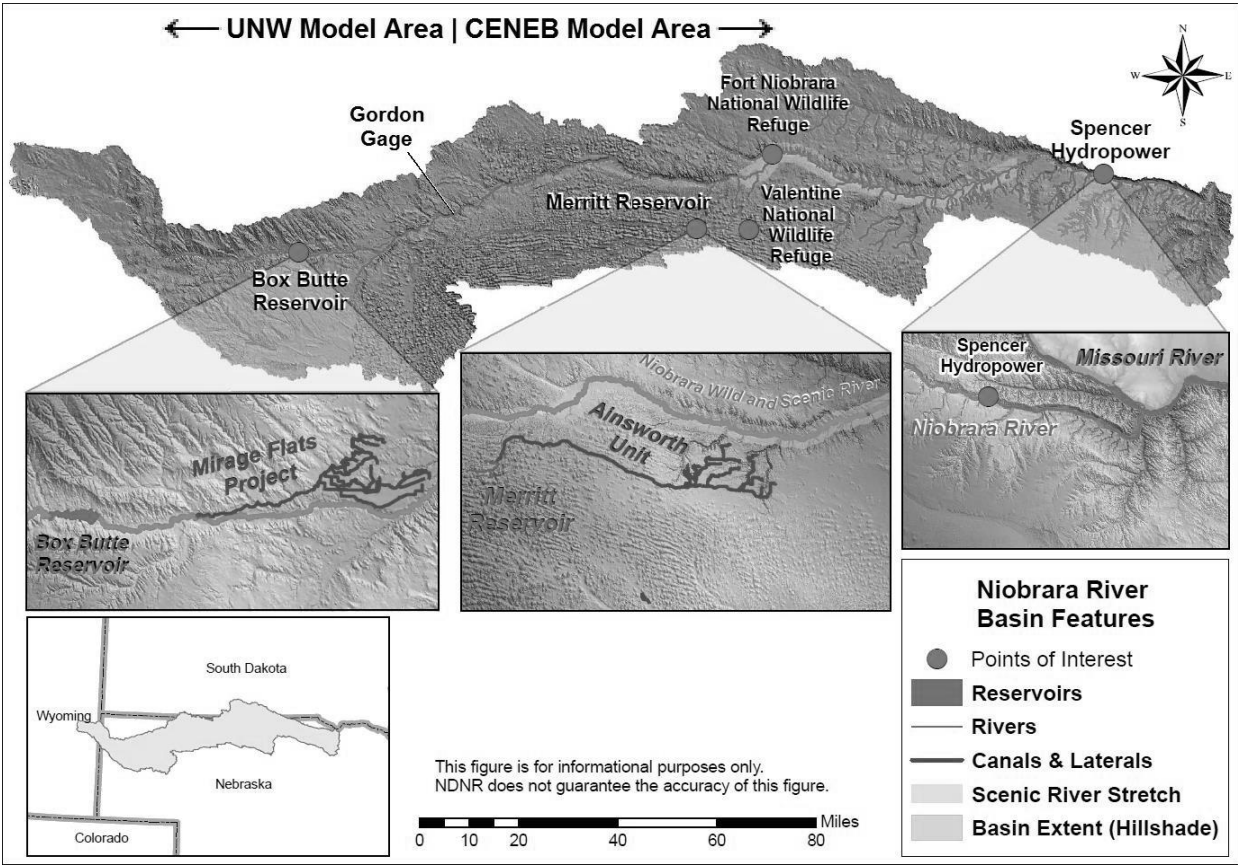 UNW Model Area | CENEB Model Area
N
W
E
S
Fort Niobrara
National Wildlife
Refuge
Gordon
Gage
Spencer
Hydropower
Merritt Reservoir
Valentine
National
Wildlife
Refuge
Box Butte
Reservoir
Mirage Flats
Project
Box Butte
Reservoir
Niobrara Wild and Scenic River
Ainsworth
Unit
Merritt
Reservoir
Spencer
Hydropower
Missouri River
Niobrara River
South Dakota
Wyoming
Nebraska
Colorado
This figure is for informational purposes only.
NDNR does not guarantee the accuracy of this figure.
Miles
0 10 20 40 60 80
Niobrara River
Basin Features
Points of Interest
Reservoirs
Rivers
Canals & Laterals
Scenic River Stretch
Basin Extent (Hillshade)